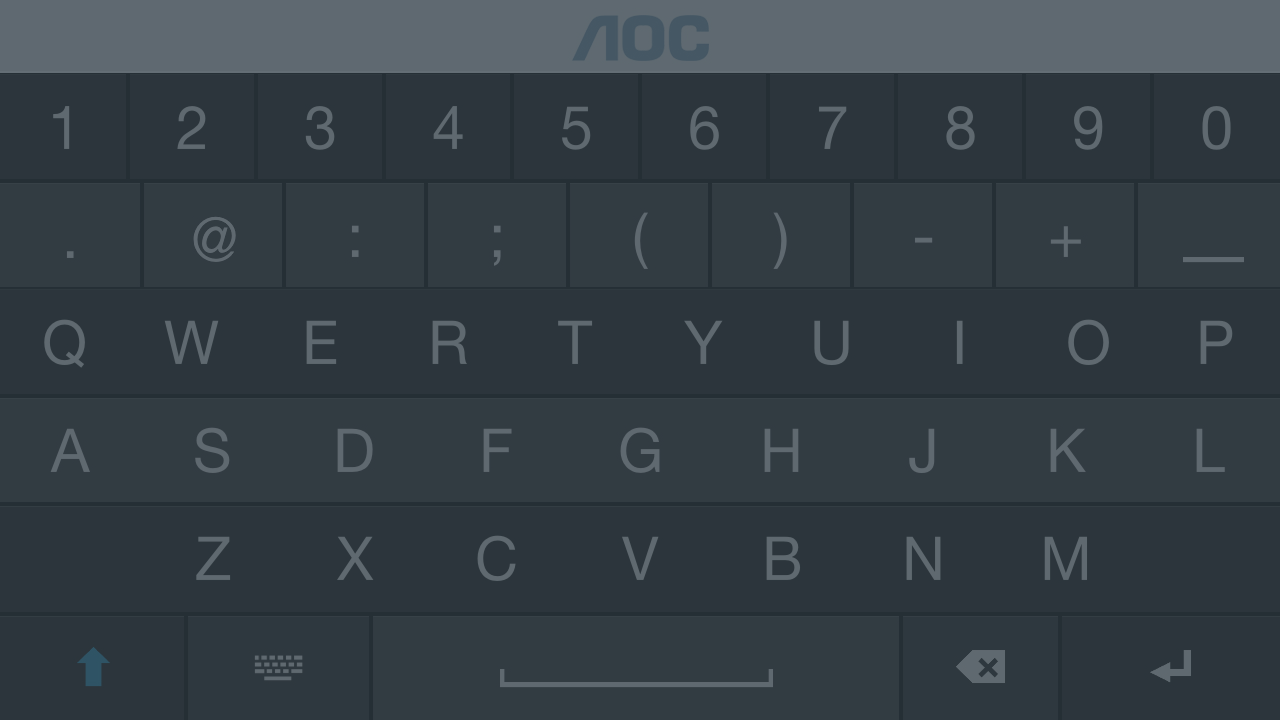 AOC
1 2 3 4 5 6 7 8 9 0
. @ : ; ( ) - + _
Q W E R T Y U I O P
A S D F G H J K L
Z X C V B N M